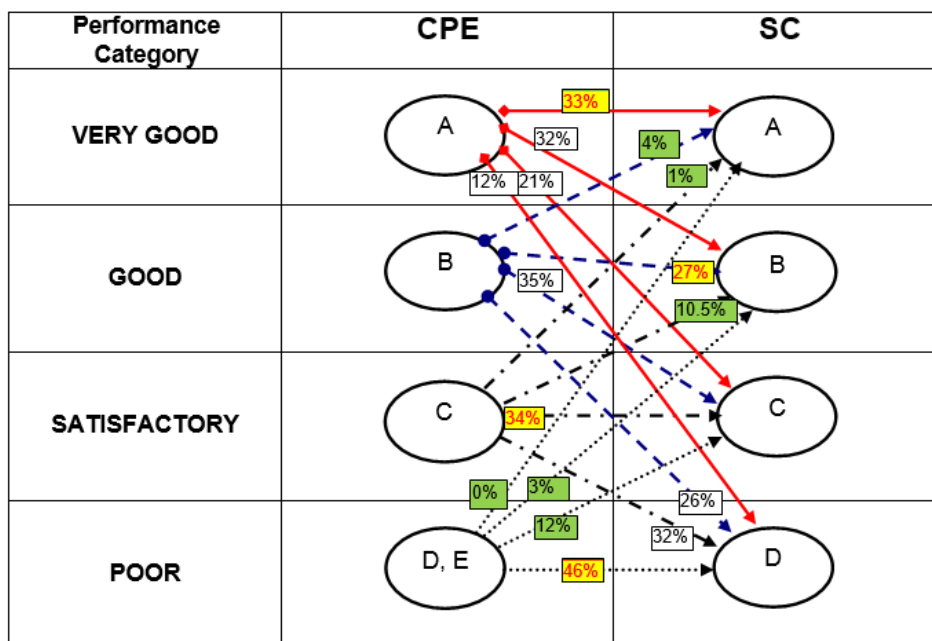 Performance
Category
CPE
SC
VERY GOOD
A
33%
A
32%
4%
1%
12%
21%
GOOD
B
35%
27%
B
10.5%
SATISFACTORY
C
34%
C
0%
3%
26%
12%
32%
POOR
D, E
46%
D